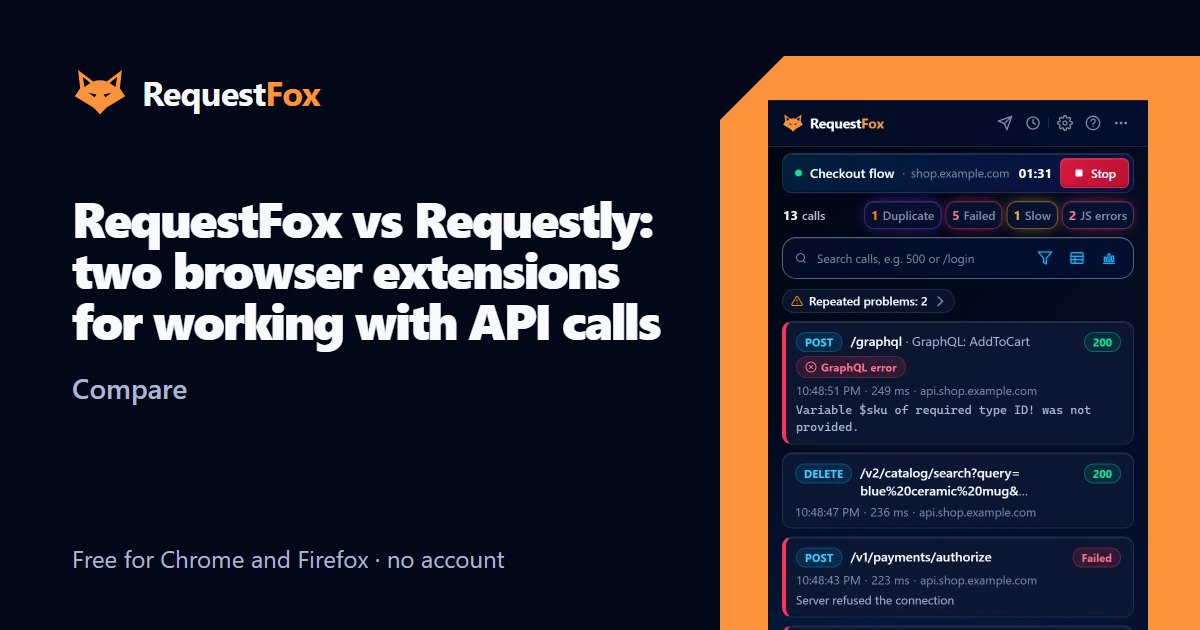 RequestFox
RequestFox vs Requestly:
two browser extensions
for working with API calls
Compare
Free for Chrome and Firefox · no account
RequestFox
Checkout flow · shop.example.com 01:31 Stop
13 calls 1 Duplicate 5 Failed 1 Slow 2 JS errors
Search calls, e.g. 500 or /login
Repeated problems: 2
POST /graphql · GraphQL: AddToCart 200
GraphQL error
10:48:51 PM · 249 ms · api.shop.example.com
Variable $sku of required type ID! was not
provided.
DELETE /v2/catalog/search?query= 200
blue%20ceramic%20mug&...
10:48:47 PM · 236 ms · api.shop.example.com
POST /v1/payments/authorize Failed
10:48:43 PM · 223 ms · api.shop.example.com
Server refused the connection